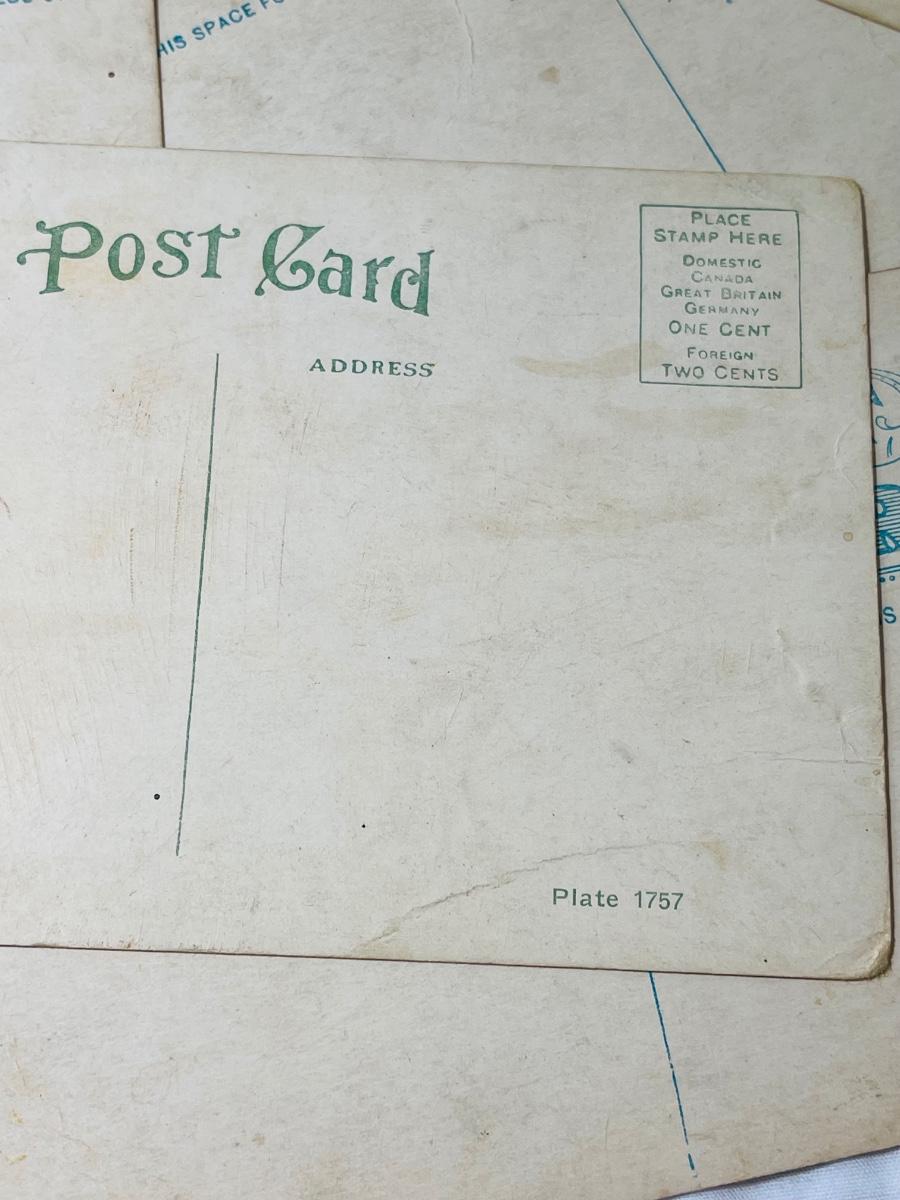 HIS SPACE
Post Card
ADDRESS
PLACE
STAMP HERE
DOMESTIC
CANADA
GREAT BRITAIN
GERMANY
ONE CENT
FOREIGN
TWO CENTS
Plate 1757